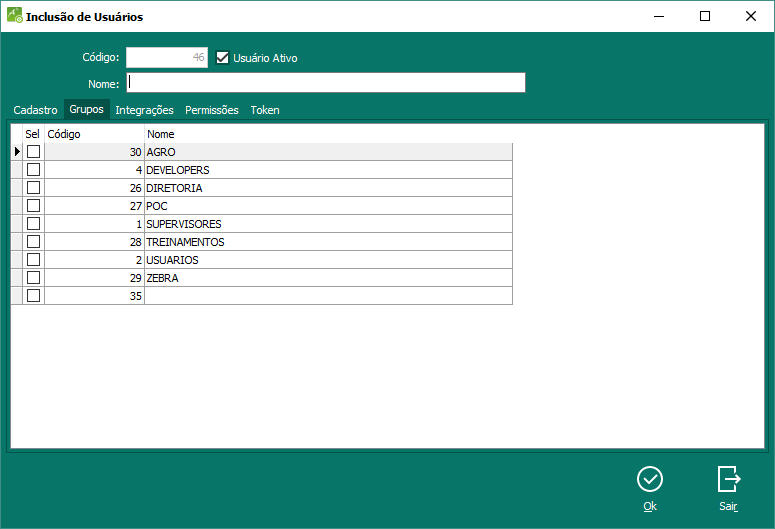 Inclusão de Usuários
Código: 46 Usuário Ativo
Nome:
Cadastro Grupos Integrações Permissões Token
Sel Código Nome
30 AGRO
4 DEVELOPERS
26 DIRETORIA
27 POC
1 SUPERVISORES
28 TREINAMENTOS
2 USUARIOS
29 ZEBRA
35
Ok Sair